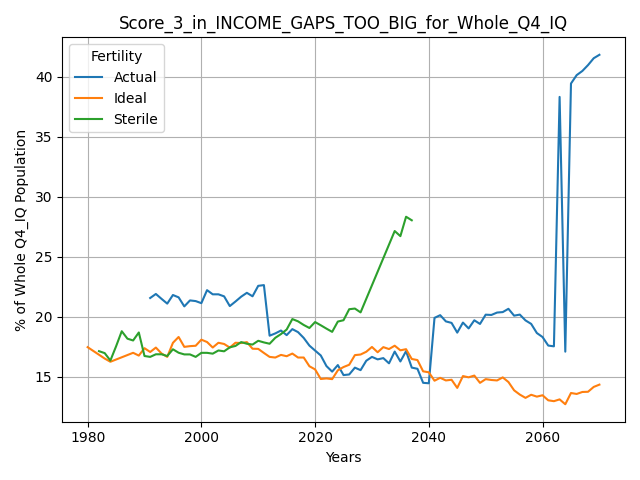 Score_3_in_INCOME_GAPS_TOO_BIG_for_Whole_Q4_IQ
Fertility
Actual
Ideal
Sterile
% of Whole Q4_IQ Population
40
35
30
25
20
15
1980
2000
2020
2040
2060
Years